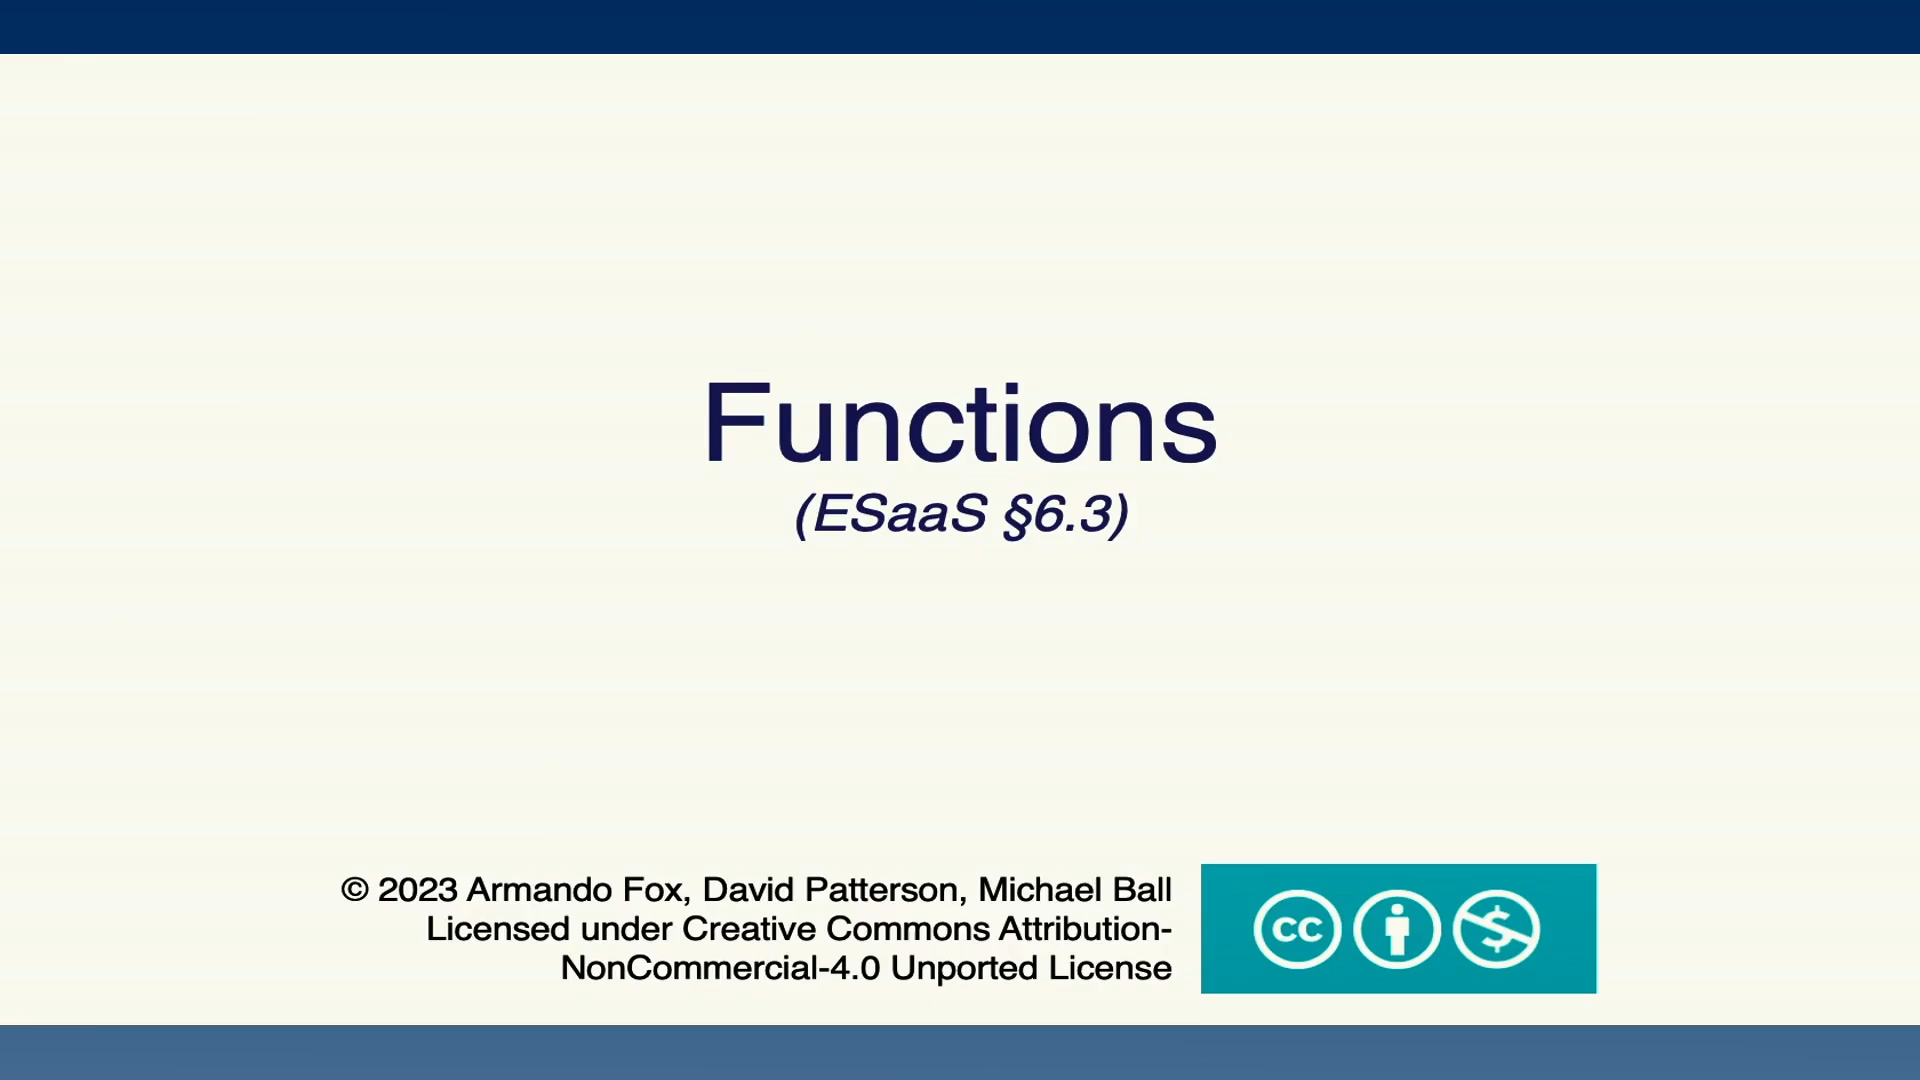 Functions
(ESaaS §6.3)
© 2023 Armando Fox, David Patterson, Michael Ball
Licensed under Creative Commons Attribution-
NonCommercial-4.0 Unported License
cc